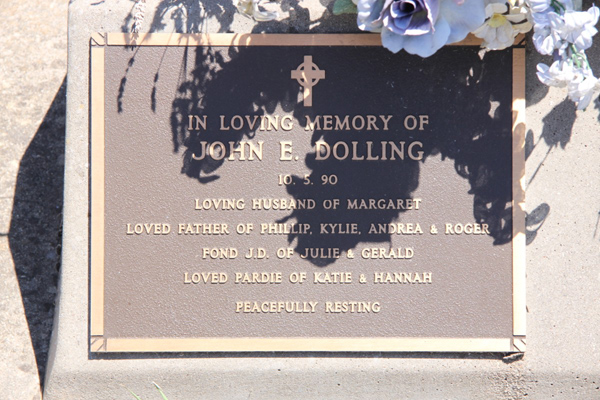 IN LOVING MEMORY OF
JOHN E. DOLLING
10. 5. 90
LOVING HUSBAND OF MARGARET
LOVED FATHER OF PHILLIP, KYLIE, ANDREA & ROGER
FOND J.D. OF JULIE & GERALD
LOVED PARDIE OF KATIE & HANNAH
PEACEFULLY RESTING